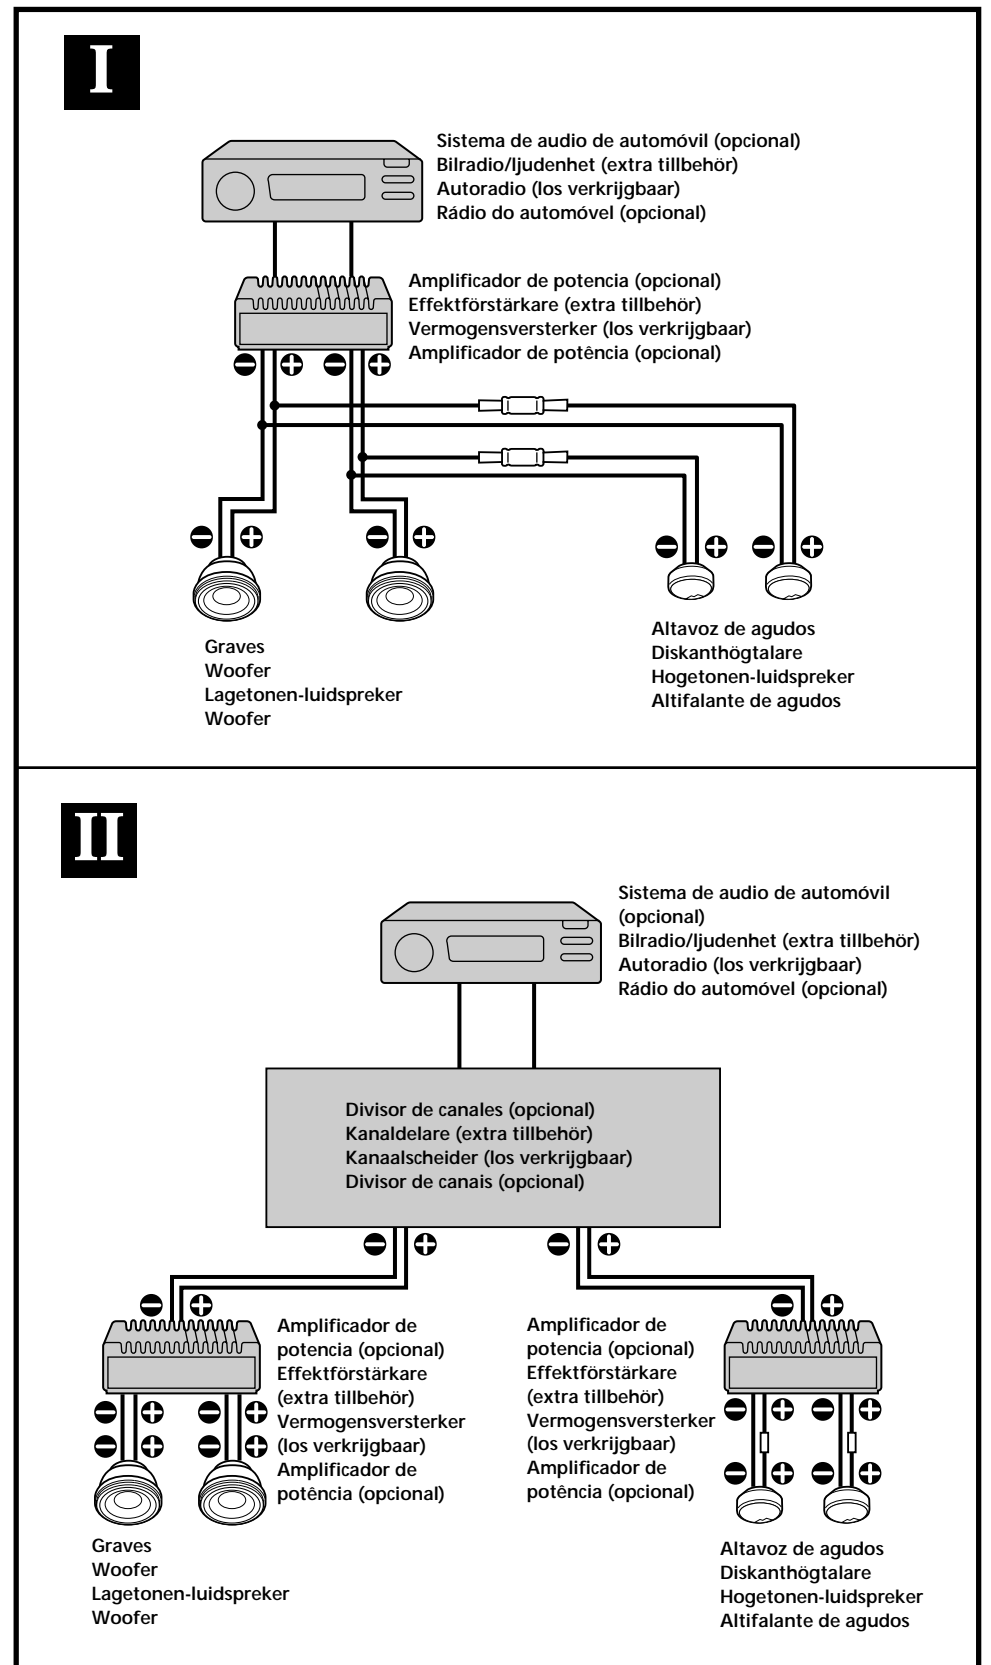 I
Sistema de audio de automóvil (opcional)
Bilradio/ljudenhet (extra tillbehör)
Autoradio (los verkrijgbaar)
Rádio do automóvel (opcional)
Amplificador de potencia (opcional)
Effektförstärkare (extra tillbehör)
Vermogensversterker (los verkrijgbaar)
Amplificador de potência (opcional)
Graves
Woofer
Lagetonen-luidspreker
Woofer
Altavoz de agudos
Diskanthögtalare
Hogetonen-luidspreker
Altifalante de agudos
II
Sistema de audio de automóvil
(opcional)
Bilradio/ljudenhet (extra tillbehör)
Autoradio (los verkrijgbaar)
Rádio do automóvel (opcional)
Divisor de canales (opcional)
Kanaldelare (extra tillbehör)
Kanaalscheider (los verkrijgbaar)
Divisor de canais (opcional)
Amplificador de
potencia (opcional)
Effektförstärkare
(extra tillbehör)
Vermogensversterker
(los verkrijgbaar)
Amplificador de
potência (opcional)
Amplificador de
potencia (opcional)
Effektförstärkare
(extra tillbehör)
Vermogensversterker
(los verkrijgbaar)
Amplificador de
potência (opcional)
Graves
Woofer
Lagetonen-luidspreker
Woofer
Altavoz de agudos
Diskanthögtalare
Hogetonen-luidspreker
Altifalante de agudos